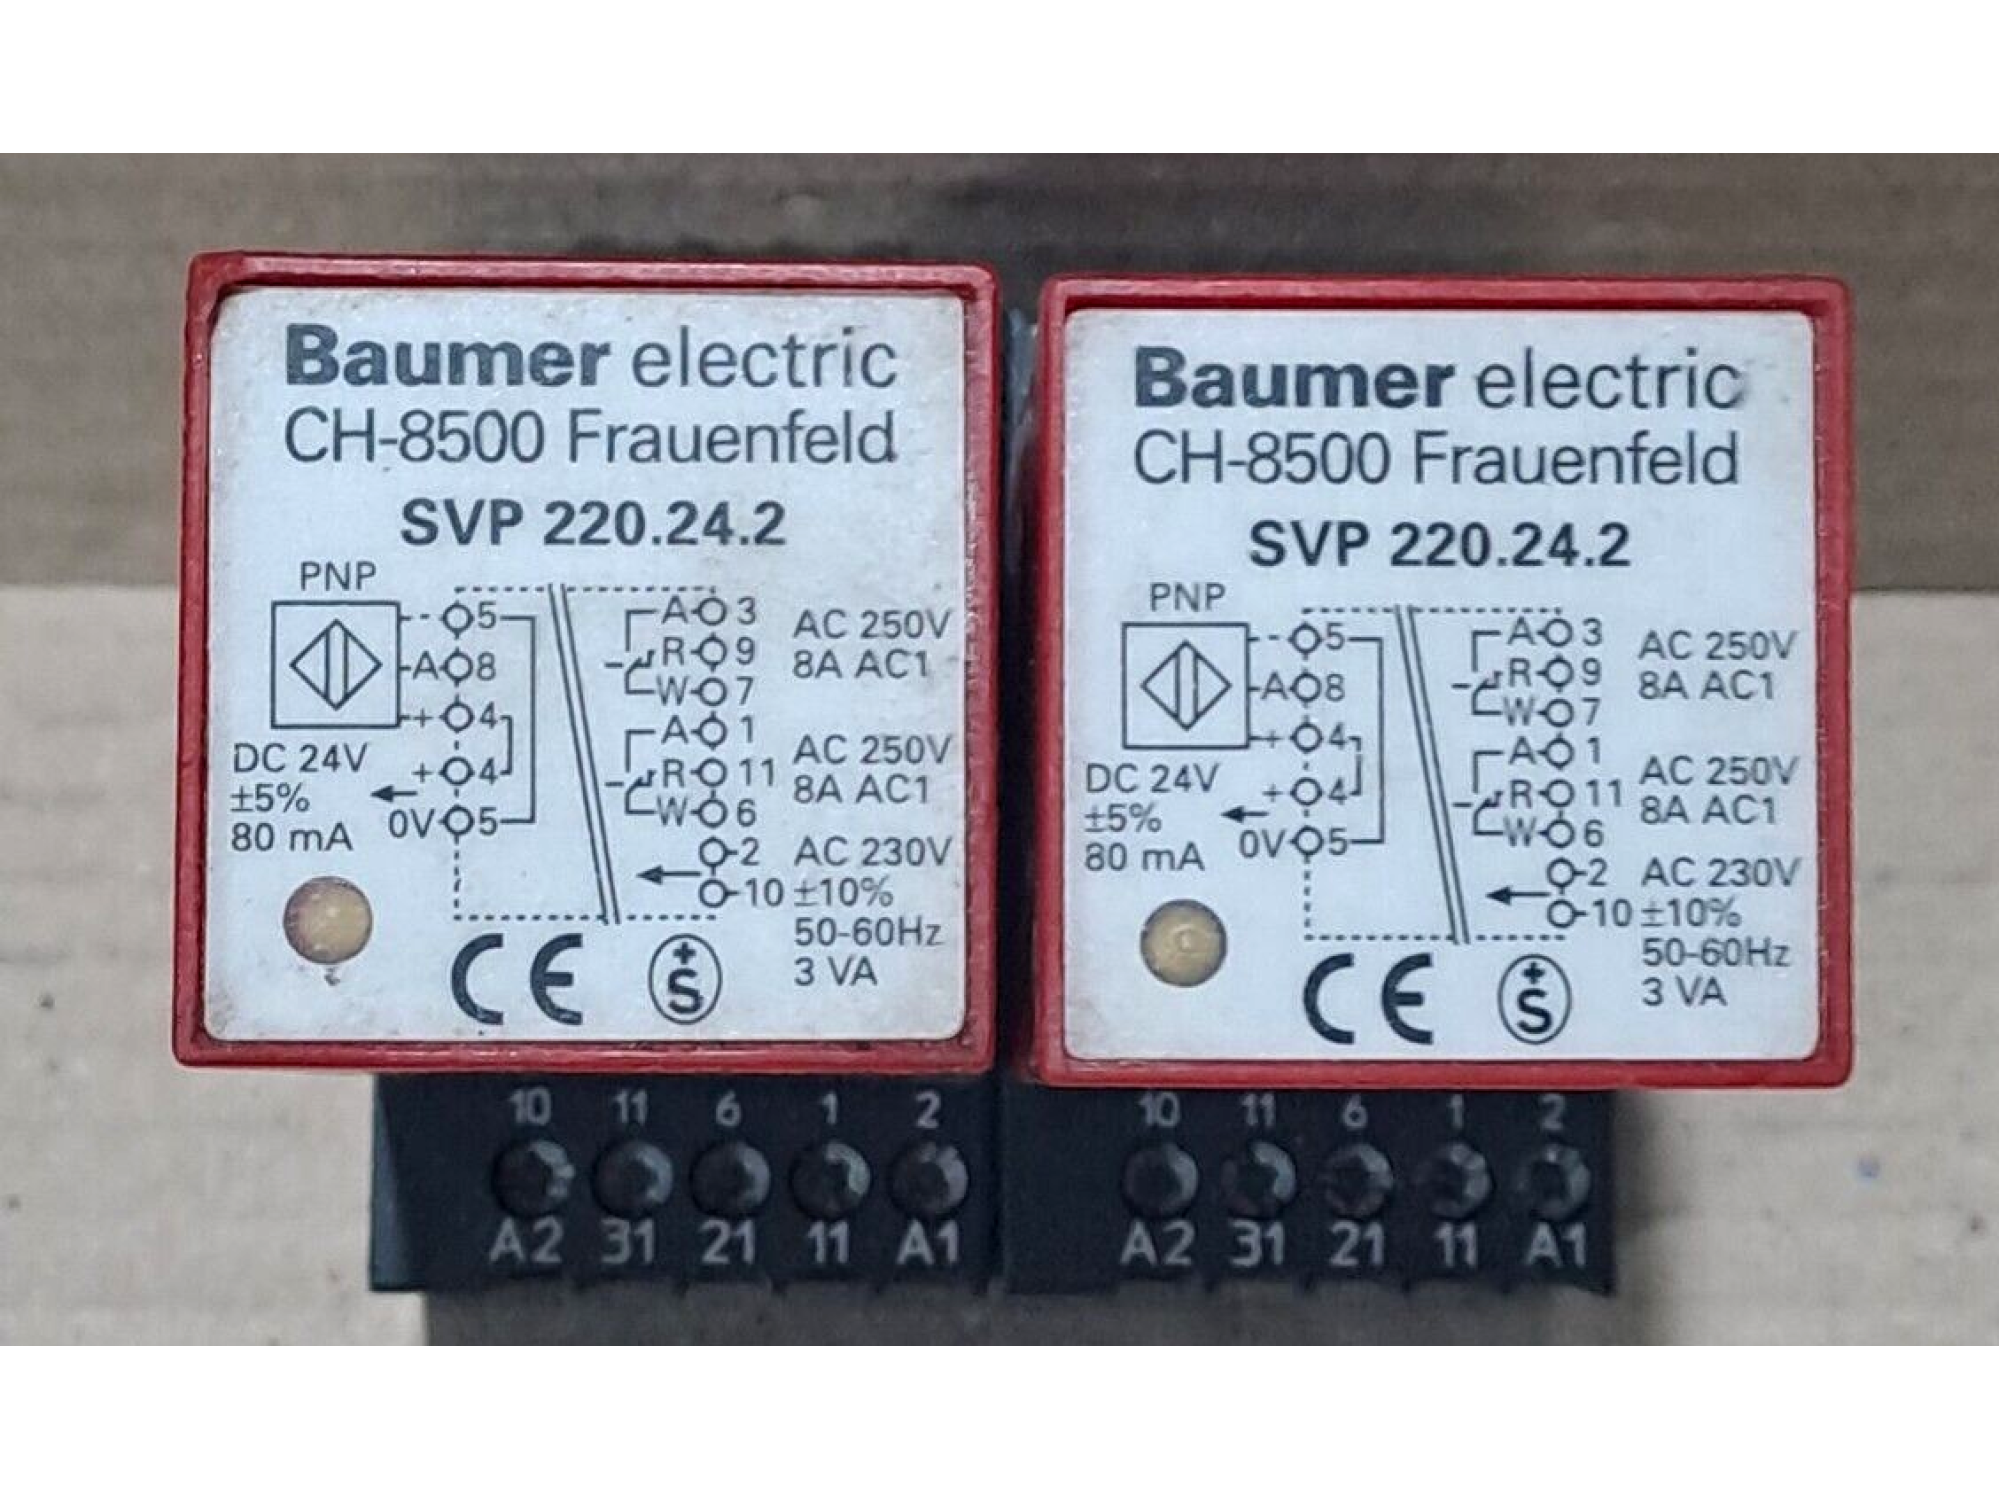 Baumer electric
CH-8500 Frauenfeld
SVP 220.24.2
PNP
5
A 8
+ 4
+ 4
0V 5
DC 24V
±5%
80 mA
A 3
R 9
W 7
AC 250V
8A AC1
A 1
R 11
W 6
AC 250V
8A AC1
2
10
AC 230V
±10%
50-60Hz
3 VA
CE
+S
10 11 6 1 2
A2 31 21 11 A1
Baumer electric
CH-8500 Frauenfeld
SVP 220.24.2
PNP
5
A 8
+ 4
+ 4
0V 5
DC 24V
±5%
80 mA
A 3
R 9
W 7
AC 250V
8A AC1
A 1
R 11
W 6
AC 250V
8A AC1
2
10
AC 230V
±10%
50-60Hz
3 VA
CE
+S
10 11 6 1 2
A2 31 21 11 A1